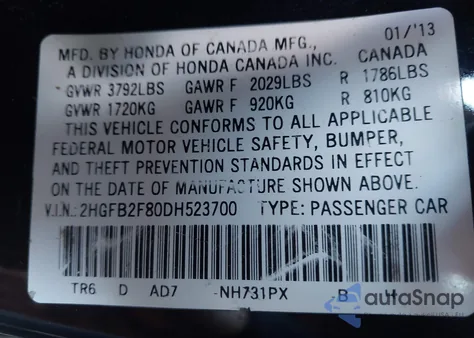 MFD. BY HONDA OF CANADA MFG., 01/'13
A DIVISION OF HONDA CANADA INC. CANADA
GVWR 3792LBS GAWR F 2029LBS R 1786LBS
GVWR 1720KG GAWR F 920KG R 810KG
THIS VEHICLE CONFORMS TO ALL APPLICABLE
FEDERAL MOTOR VEHICLE SAFETY, BUMPER,
AND THEFT PREVENTION STANDARDS IN EFFECT
ON THE DATE OF MANUFACTURE SHOWN ABOVE.
V.I.N.: 2HGFB2F80DH523700 TYPE: PASSENGER CAR
TR6 D AD7 -NH731PX B H
autoSnap